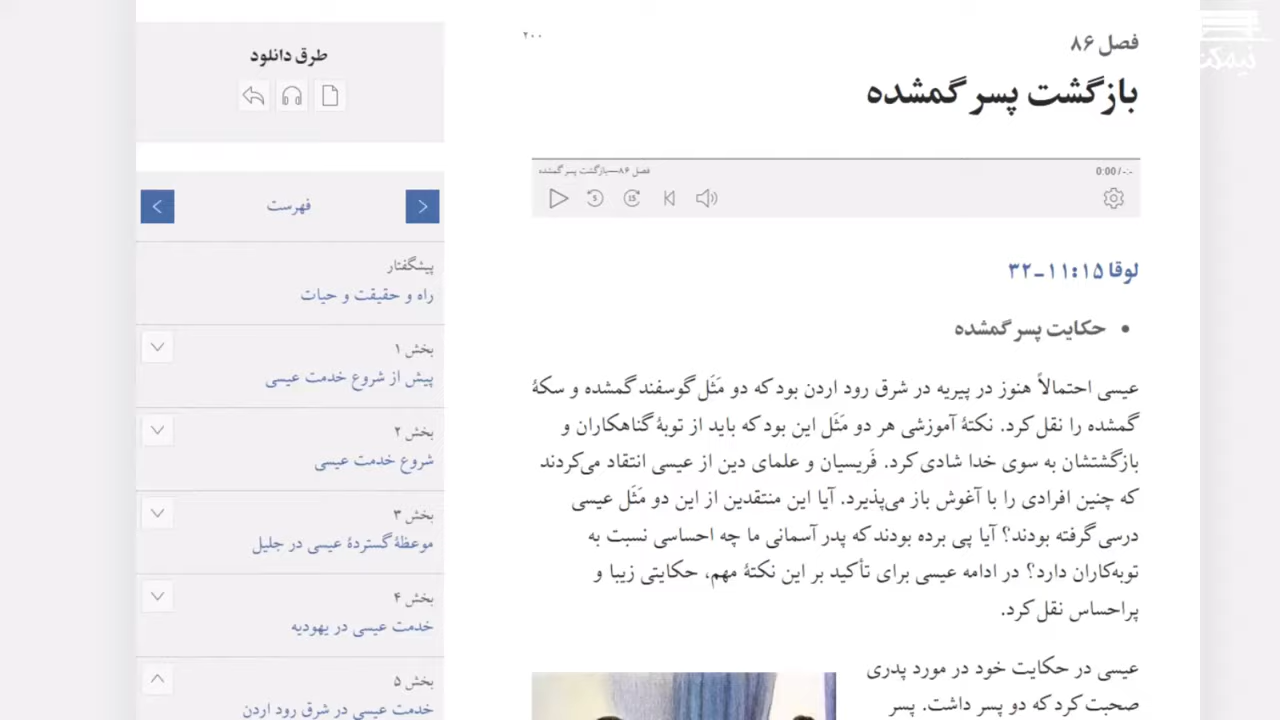 نیمکت
۲۰۰
فصل ۸۶
بازگشت پسر گمشده
فصل ۸۶—بازگشت پسر گمشده
0:00 / -:-
5
15
لوقا ۱۱:۱۵-۳۲
• حکایت پسر گمشده
عیسی احتمالاً هنوز در پیریه در شرق رود اردن بود که دو مَثَل گوسفند گمشده و سکهٔ
گمشده را نقل کرد. نکتهٔ آموزشی هر دو مَثَل این بود که باید از توبهٔ گناهکاران و
بازگشتشان به سوی خدا شادی کرد. فَریسیان و علمای دین از عیسی انتقاد می‌کردند
که چنین افرادی را با آغوش باز می‌پذیرد. آیا این منتقدین از این دو مَثَل عیسی
درسی گرفته بودند؟ آیا پی برده بودند که پدر آسمانی ما چه احساسی نسبت به
توبه‌کاران دارد؟ در ادامه عیسی برای تأکید بر این نکتهٔ مهم، حکایتی زیبا و
پراحساس نقل کرد.
عیسی در حکایت خود در مورد پدری
صحبت کرد که دو پسر داشت. پسر
طرق دانلود
فهرست
پیشگفتار
راه و حقیقت و حیات
بخش ۱
پیش از شروع خدمت عیسی
بخش ۲
شروع خدمت عیسی
بخش ۳
موعظهٔ گستردهٔ عیسی در جلیل
بخش ۴
خدمت عیسی در یهودیه
بخش ۵
خدمت عیسی در شرق رود اردن